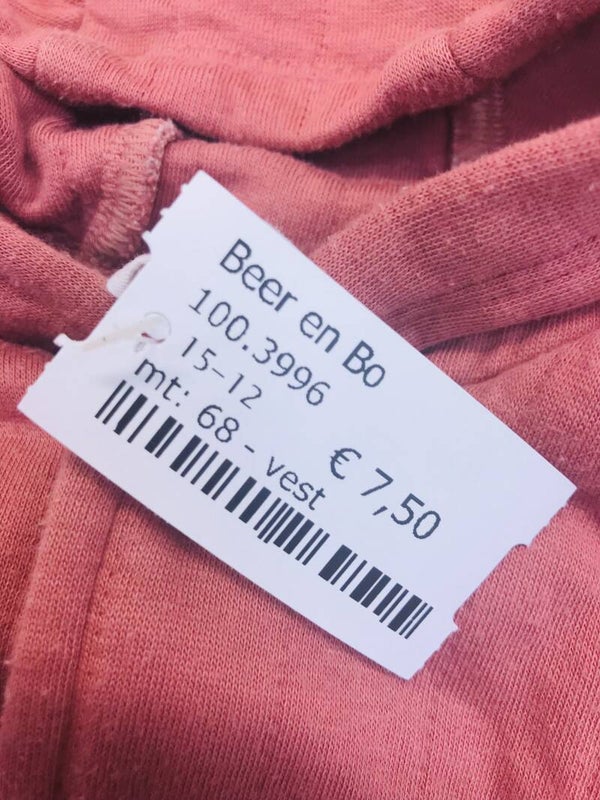 Beer en Bo
100.3996
15-12
mt: 68 - vest
€ 7,50